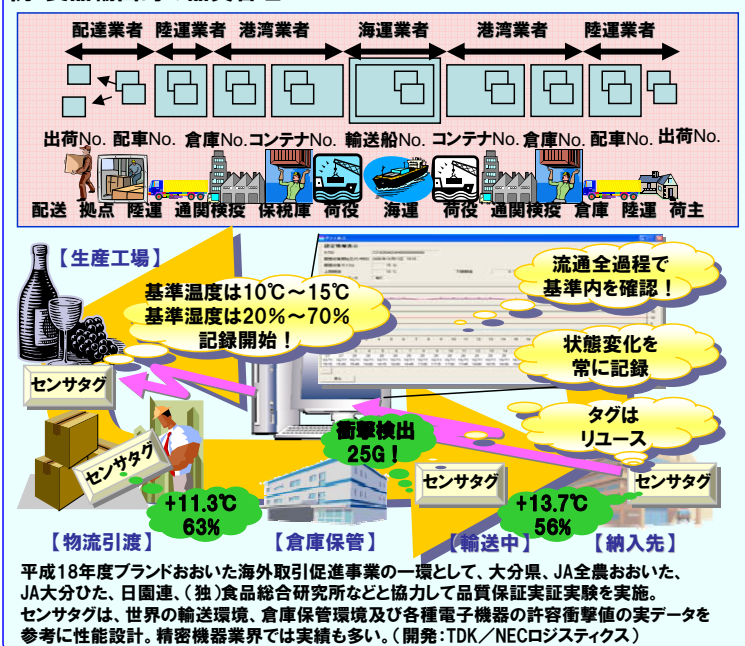 配達業者 陸運業者 港湾業者 海運業者 港湾業者 陸運業者
出荷No. 配車No. 倉庫No. コンテナNo. 輸送船No. コンテナNo. 倉庫No. 配車No. 出荷No.
配送 拠点 陸運 通関検疫 保税庫 荷役 海運 荷役 通関検疫 倉庫 陸運 荷主
【生産工場】
基準温度は10℃～15℃
基準湿度は20%～70%
記録開始！
流通全過程で
基準内を確認！
状態変化を
常に記録
タグは
リユース
センサタグ
センサタグ
衝撃検出
25G！
センサタグ
センサタグ
+11.3℃
63%
+13.7℃
56%
【物流引渡】 【倉庫保管】 【輸送中】 【納入先】
平成18年度ブランドおおいた海外取引促進事業の一環として、大分県、JA全農おおいた、
JA大分ひた、日園連、（独）食品総合研究所などと協力して品質保証実証実験を実施。
センサタグは、世界の輸送環境、倉庫保管環境及び各種電子機器の許容衝撃値の実データを
参考に性能設計。精密機器業界では実績も多い。（開発：TDK／NECロジスティクス）